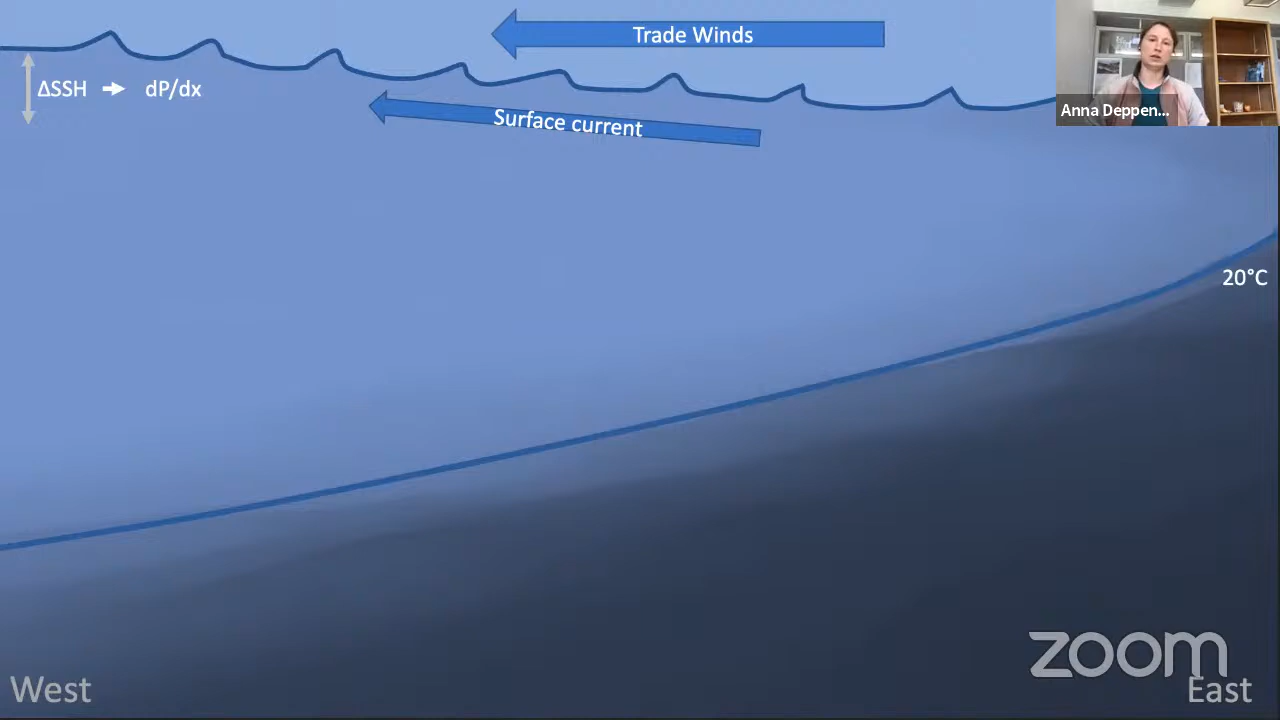 Trade Winds
ΔSSH → dP/dx
Surface current
Anna Deppen...
20°C
zoom
West
East